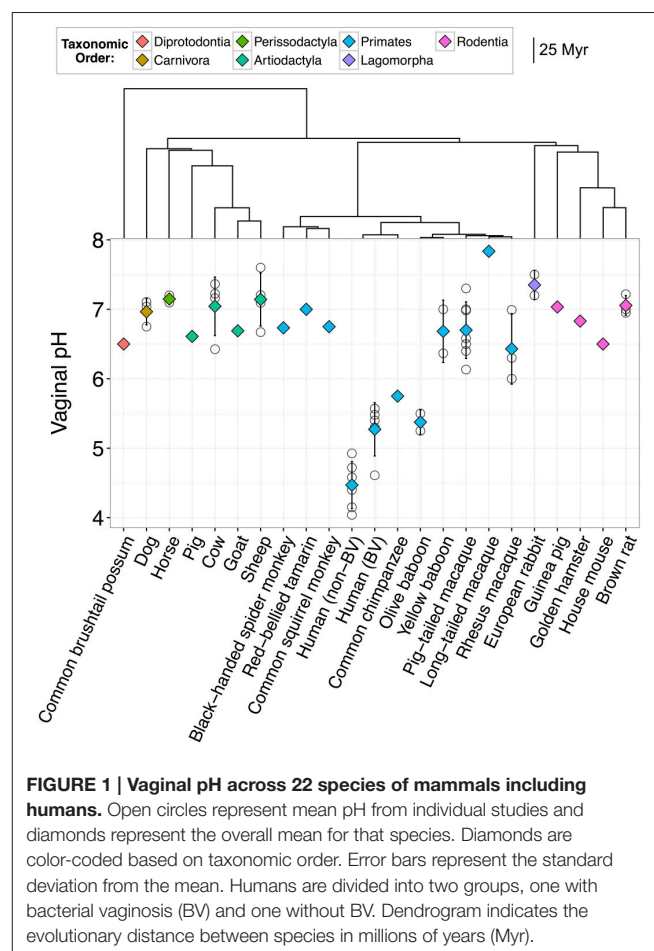 Taxonomic Order:
Diprotodontia
Perissodactyla
Primates
Rodentia
Carnivora
Artiodactyla
Lagomorpha
25 Myr
Vaginal pH
8
7
6
5
4
Common brushtail possum
Dog
Horse
Pig
Cow
Goat
Sheep
Black-handed spider monkey
Red-bellied tamarin
Common squirrel monkey
Human (non-BV)
Human (BV)
Common chimpanzee
Olive baboon
Yellow baboon
Pig-tailed macaque
Long-tailed macaque
Rhesus macaque
European rabbit
Guinea pig
Golden hamster
House mouse
Brown rat
FIGURE 1 | Vaginal pH across 22 species of mammals including
humans. Open circles represent mean pH from individual studies and
diamonds represent the overall mean for that species. Diamonds are
color-coded based on taxonomic order. Error bars represent the standard
deviation from the mean. Humans are divided into two groups, one with
bacterial vaginosis (BV) and one without BV. Dendrogram indicates the
evolutionary distance between species in millions of years (Myr).